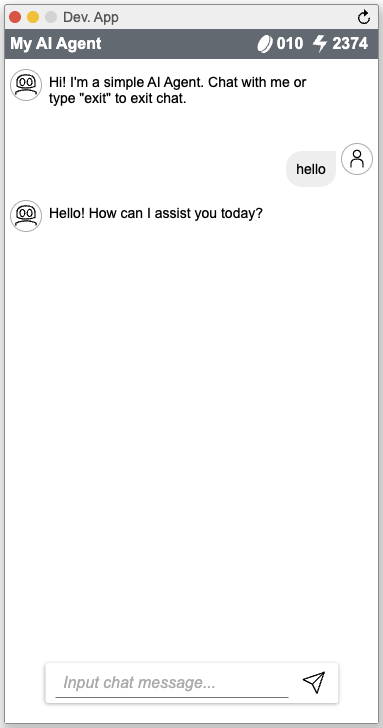 Dev. App
My AI Agent 010 2374
Hi! I'm a simple AI Agent. Chat with me or
type "exit" to exit chat.
hello
Hello! How can I assist you today?
Input chat message...